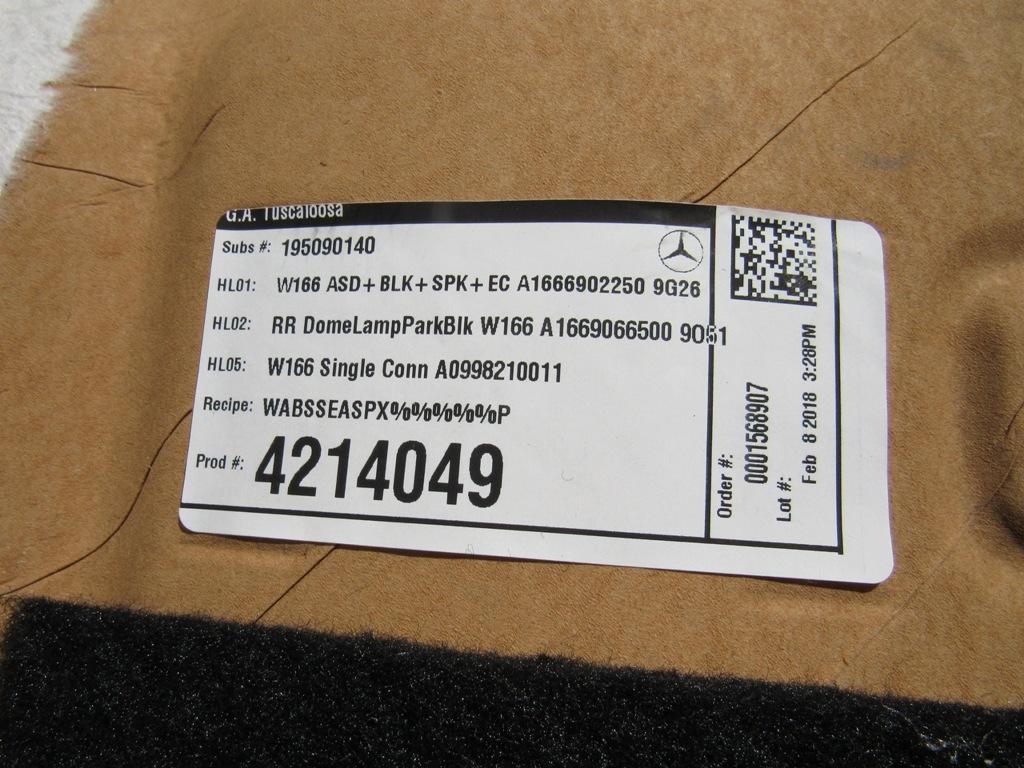 G.A. Tuscaloosa
Subs #: 195090140
HL01: W166 ASD+BLK+SPK+EC A1666902250 9G26
HL02: RR DomeLampParkBlk W166 A1669066500 9051
HL05: W166 Single Conn A0998210011
Recipe: WABSSEASPX%%%%%P
Prod #: 4214049
Order #:
0001568907
Lot #:
Feb 8 2018 3:28PM